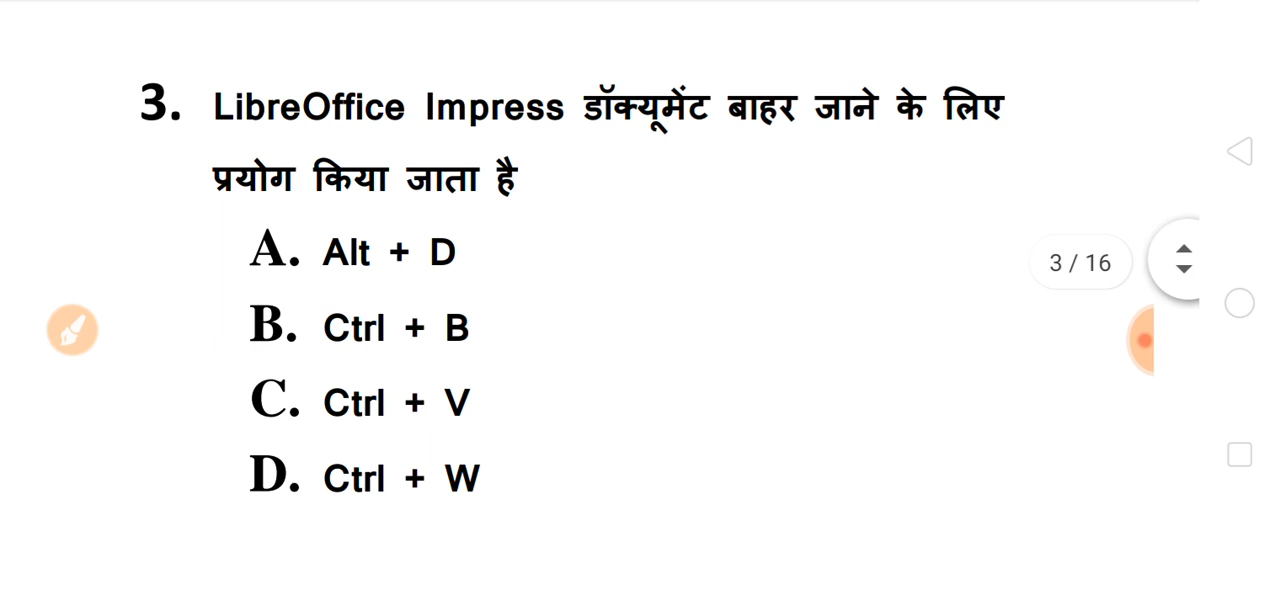 3. LibreOffice Impress डॉक्यूमेंट बाहर जाने के लिए
प्रयोग किया जाता है
A. Alt + D
3 / 16
B. Ctrl + B
C. Ctrl + V
D. Ctrl + W